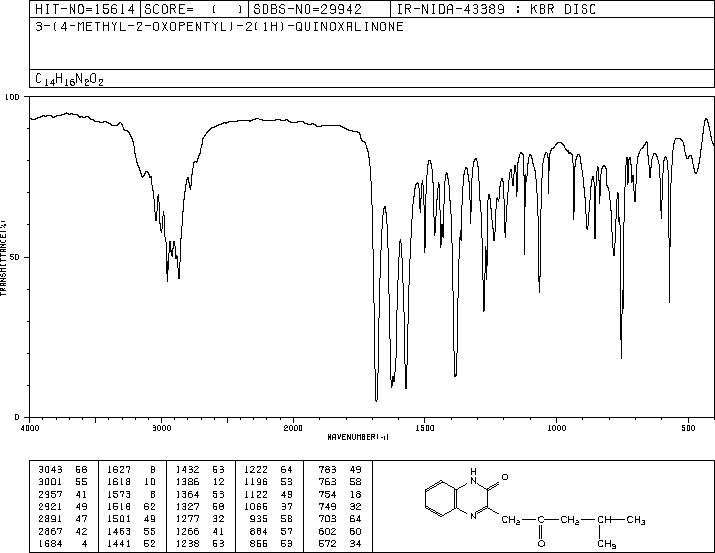 HIT-NO=15614 SCORE= ( ) SDBS-NO=29942 IR-NIDA-43389 : KBR DISC
3-(4-METHYL-2-OXOPENTYL)-2(1H)-QUINOXALINONE
C14H16N2O2
100
50
0
TRANSMITTANCE(%)
4000 3000 2000 1500 1000 500
WAVENUMBER(-1)
3043 68 1627 8 1432 53 1222 64 783 49
3001 55 1618 10 1386 12 1196 53 763 58
2957 41 1573 8 1364 53 1122 49 754 18
2921 49 1518 62 1327 58 1066 37 749 32
2891 47 1501 49 1277 32 935 58 703 64
2867 42 1463 55 1266 41 884 57 602 60
1684 4 1441 52 1238 53 855 53 572 34
H
N
O
N
CH2 C CH2 CH CH3
O
CH3